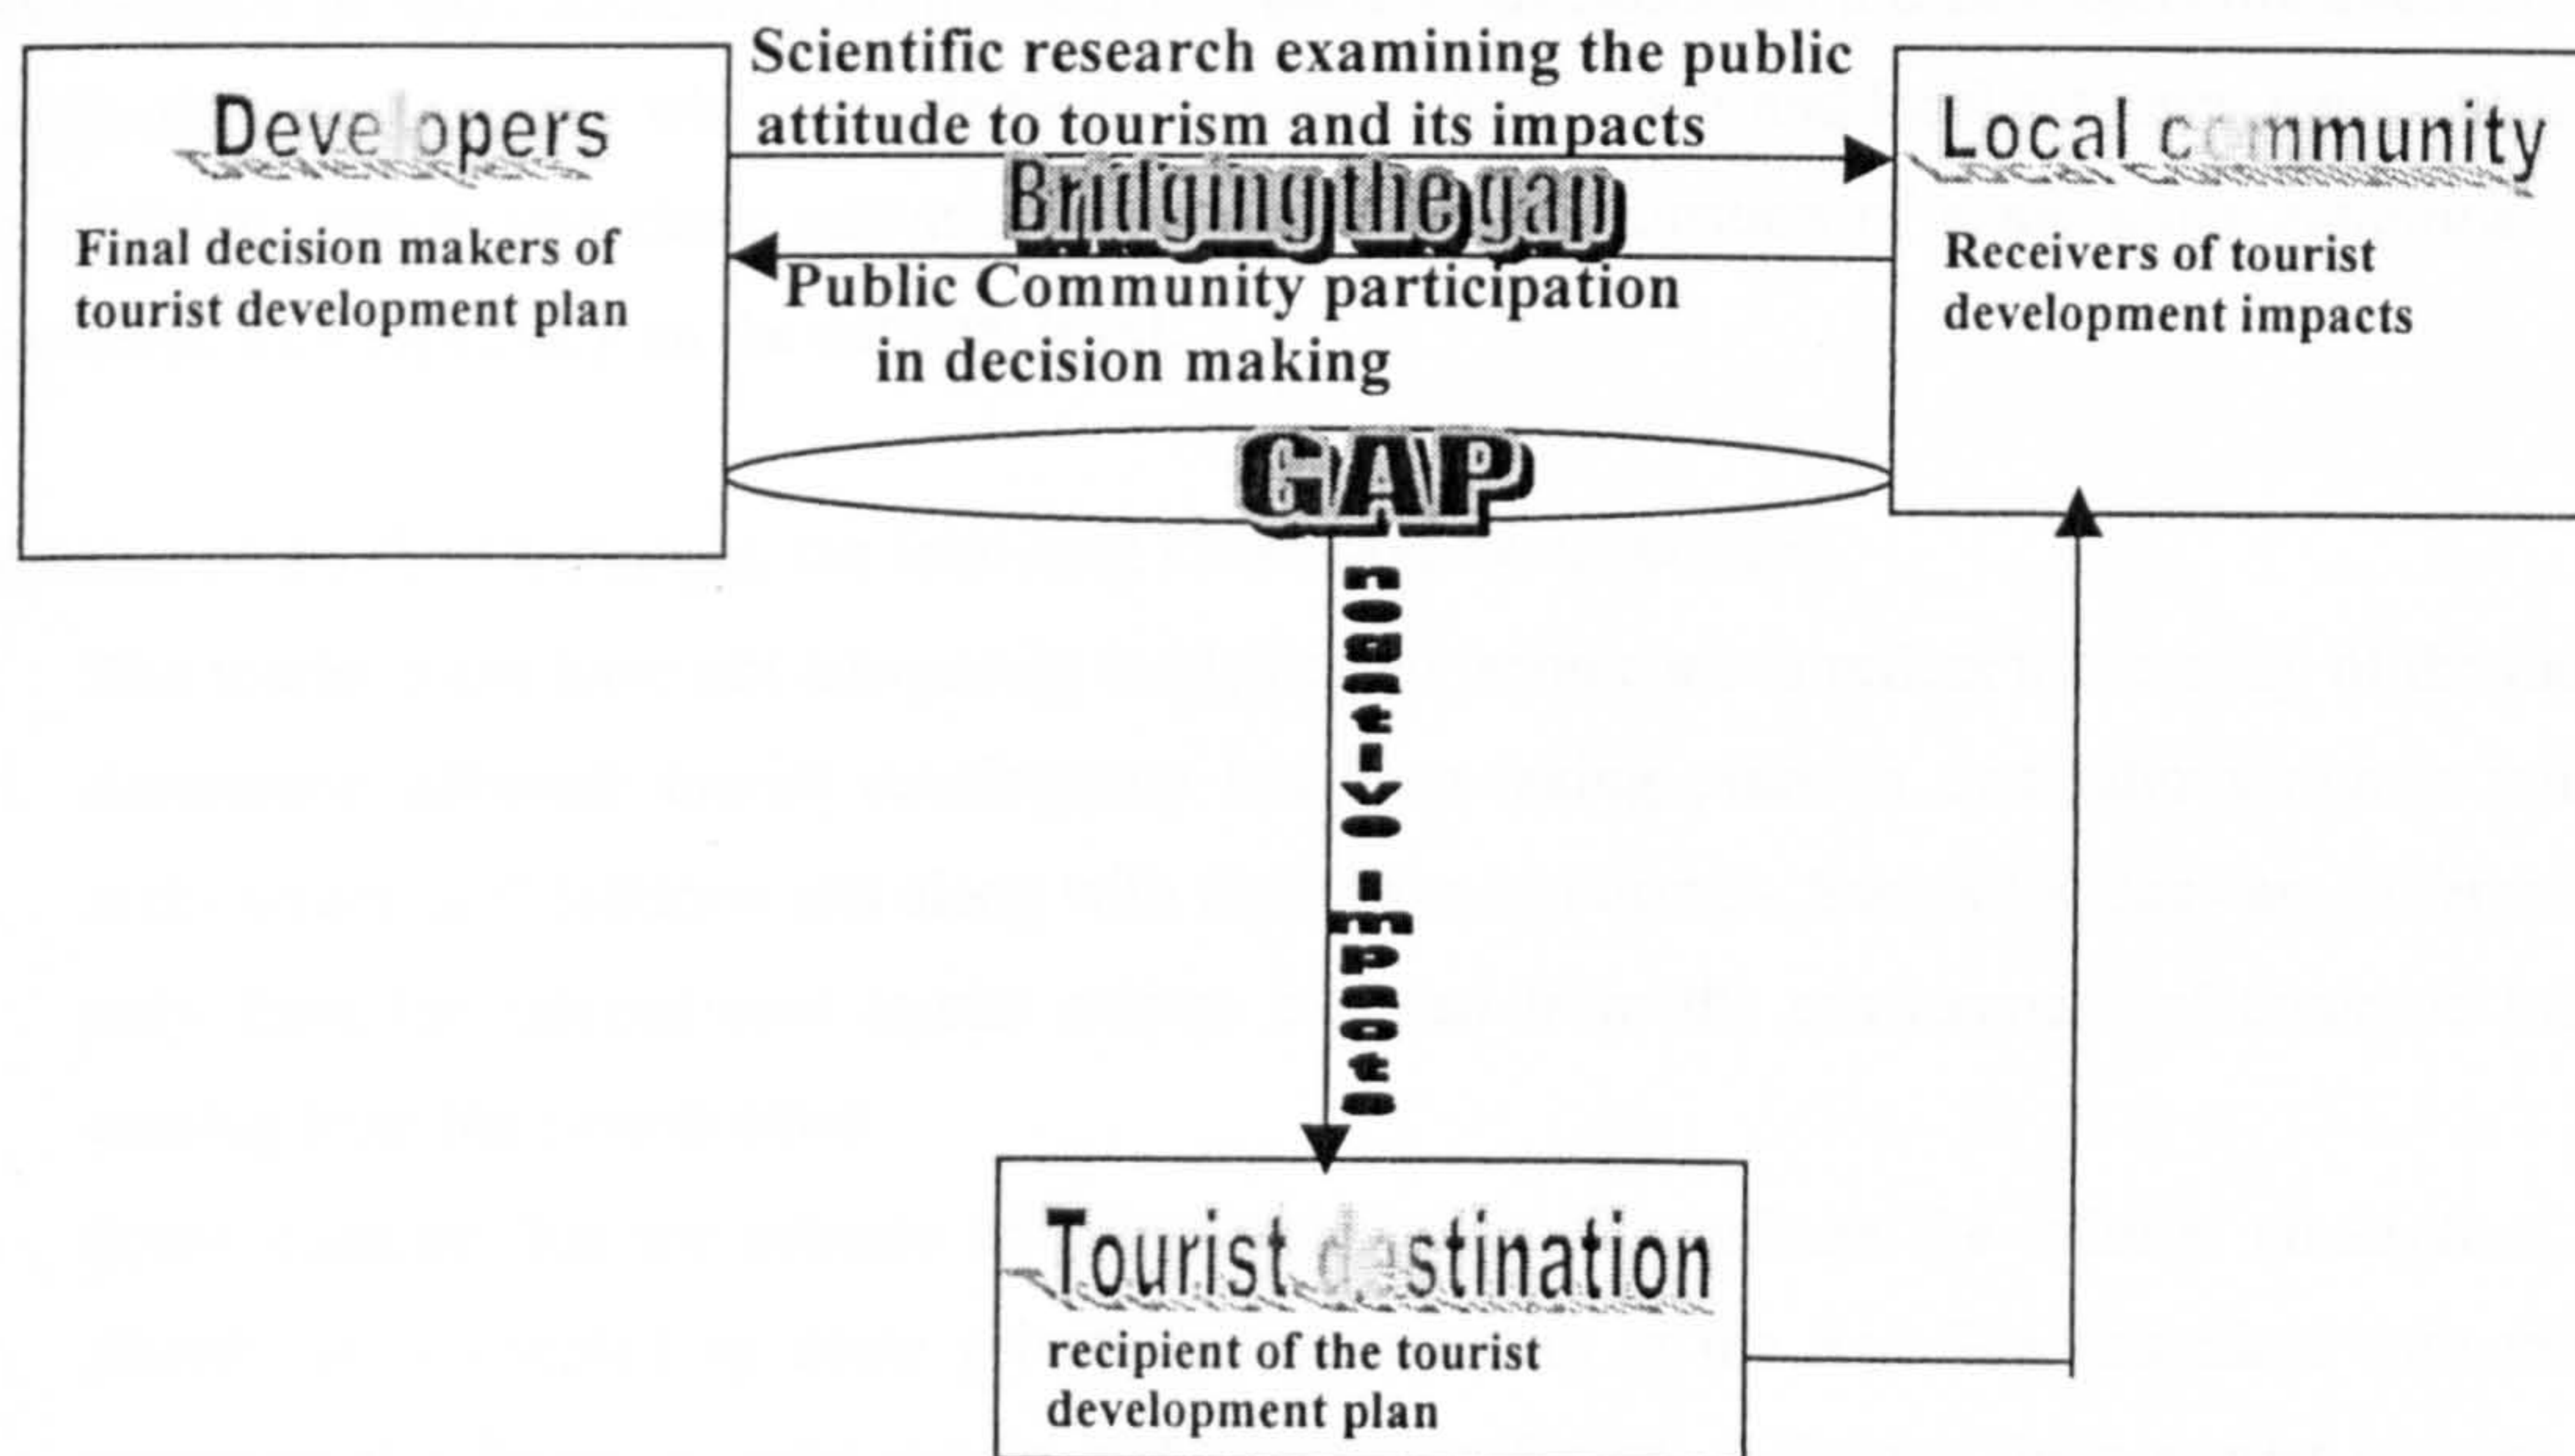 Developers
Final decision makers of
tourist development plan
Scientific research examining the public
attitude to tourism and its impacts
Bridging the gap
Public Community participation
in decision making
Local community
Receivers of tourist
development impacts
GAP
negative impacts
Tourist destination
recipient of the tourist
development plan